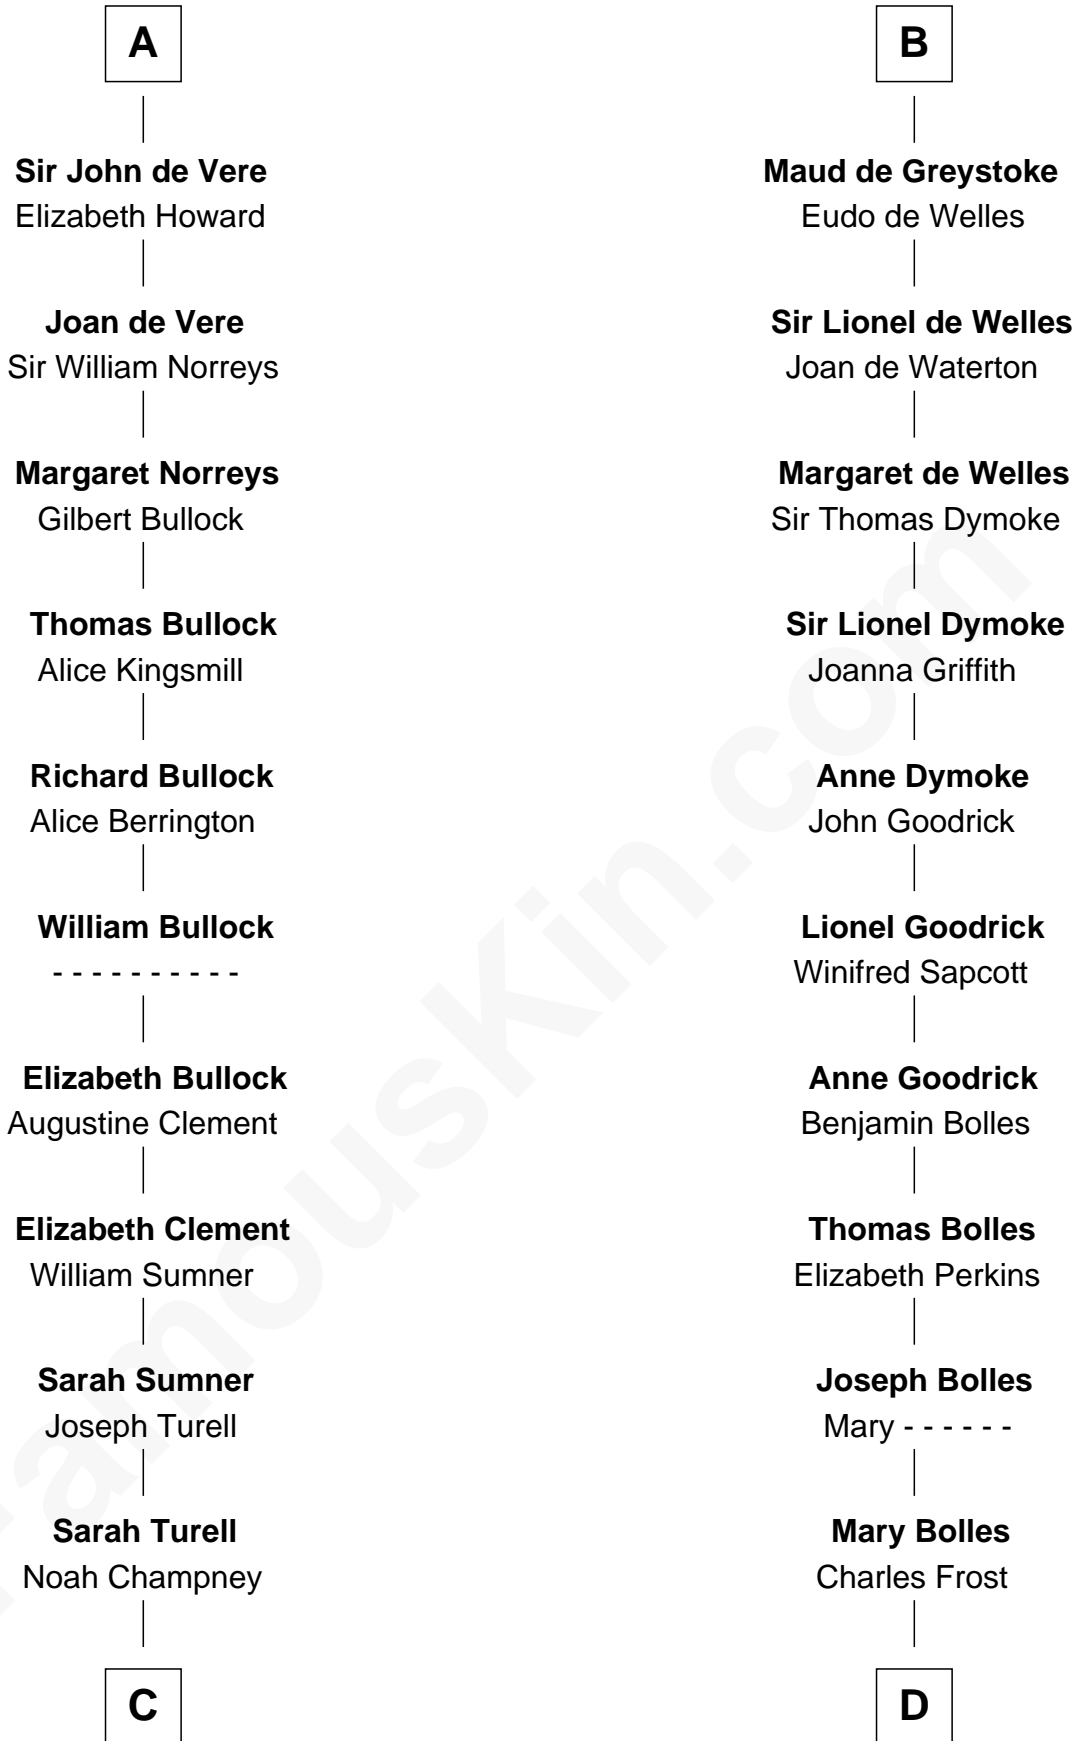 A
Sir John de Vere
Elizabeth Howard
Joan de Vere
Sir William Norreys
Margaret Norreys
Gilbert Bullock
Thomas Bullock
Alice Kingsmill
Richard Bullock
Alice Berrington
William Bullock
- - - - - - - - - -
Elizabeth Bullock
Augustine Clement
Elizabeth Clement
William Sumner
Sarah Sumner
Joseph Turell
Sarah Turell
Noah Champney
C
B
Maud de Greystoke
Eudo de Welles
Sir Lionel de Welles
Joan de Waterton
Margaret de Welles
Sir Thomas Dymoke
Sir Lionel Dymoke
Joanna Griffith
Anne Dymoke
John Goodrick
Lionel Goodrick
Winifred Sapcott
Anne Goodrick
Benjamin Bolles
Thomas Bolles
Elizabeth Perkins
Joseph Bolles
Mary - - - - - -
Mary Bolles
Charles Frost
D
FamousKin.com